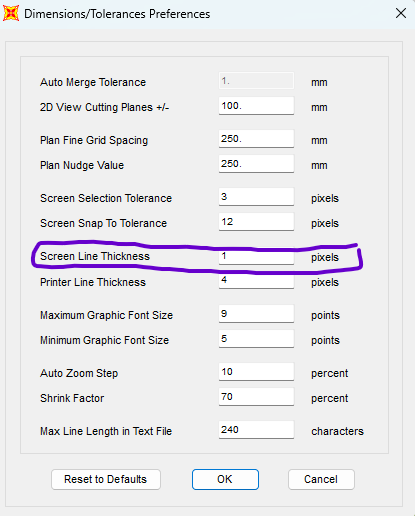 Dimensions/Tolerances Preferences
Auto Merge Tolerance 1. mm
2D View Cutting Planes +/- 100. mm
Plan Fine Grid Spacing 250. mm
Plan Nudge Value 250. mm
Screen Selection Tolerance 3 pixels
Screen Snap To Tolerance 12 pixels
Screen Line Thickness 1 pixels
Printer Line Thickness 4 pixels
Maximum Graphic Font Size 9 points
Minimum Graphic Font Size 5 points
Auto Zoom Step 10 percent
Shrink Factor 70 percent
Max Line Length in Text File 240 characters
Reset to Defaults OK Cancel